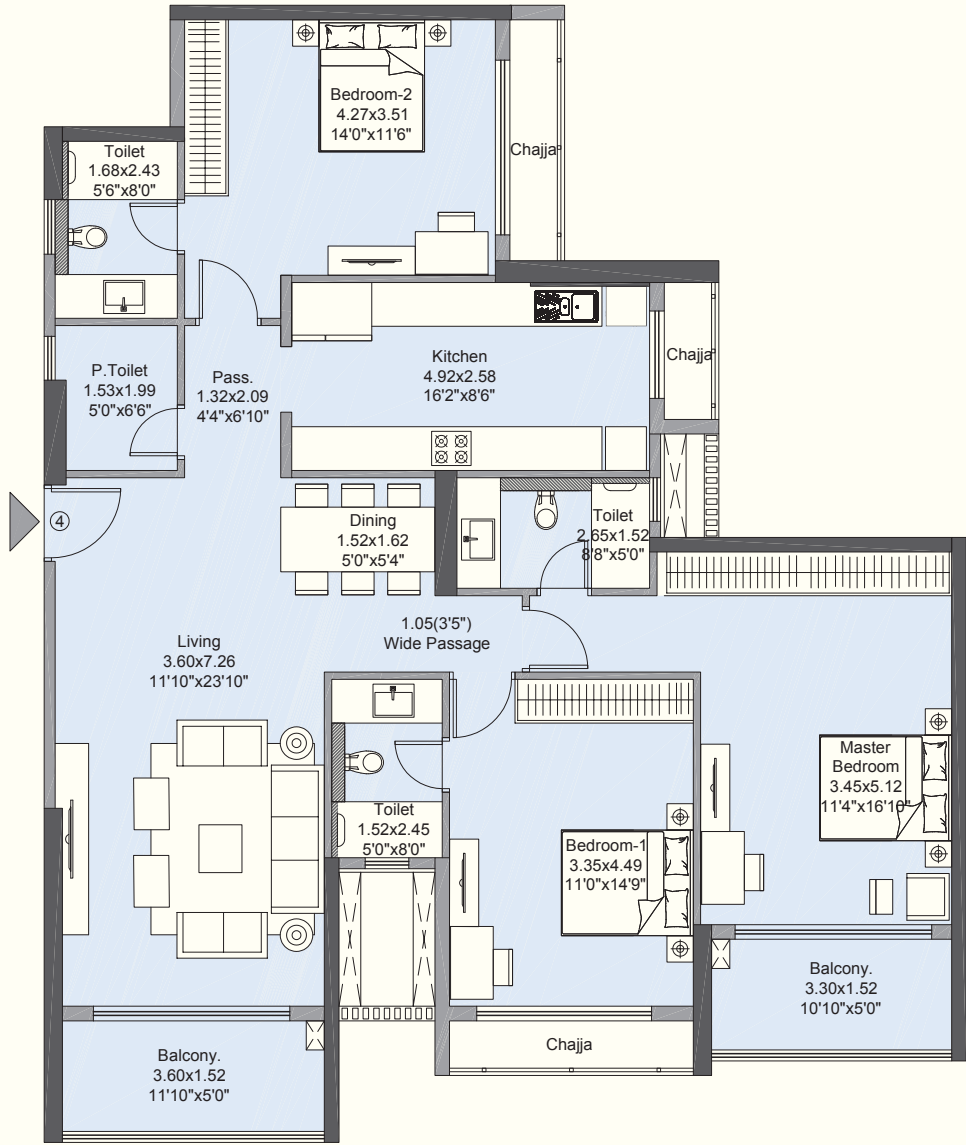 Bedroom-2
4.27x3.51
14'0"x11'6"
Chajja
Toilet
1.68x2.43
5'6"x8'0"
P.Toilet
1.53x1.99
5'0"x6'6"
Pass.
1.32x2.09
4'4"x6'10"
Kitchen
4.92x2.58
16'2"x8'6"
Chajja
4
Dining
1.52x1.62
5'0"x5'4"
Toilet
2.65x1.52
8'8"x5'0"
1.05(3'5")
Wide Passage
Living
3.60x7.26
11'10"x23'10"
Master
Bedroom
3.45x5.12
11'4"x16'10"
Toilet
1.52x2.45
5'0"x8'0"
Bedroom-1
3.35x4.49
11'0"x14'9"
Balcony.
3.30x1.52
10'10"x5'0"
Chajja
Balcony.
3.60x1.52
11'10"x5'0"